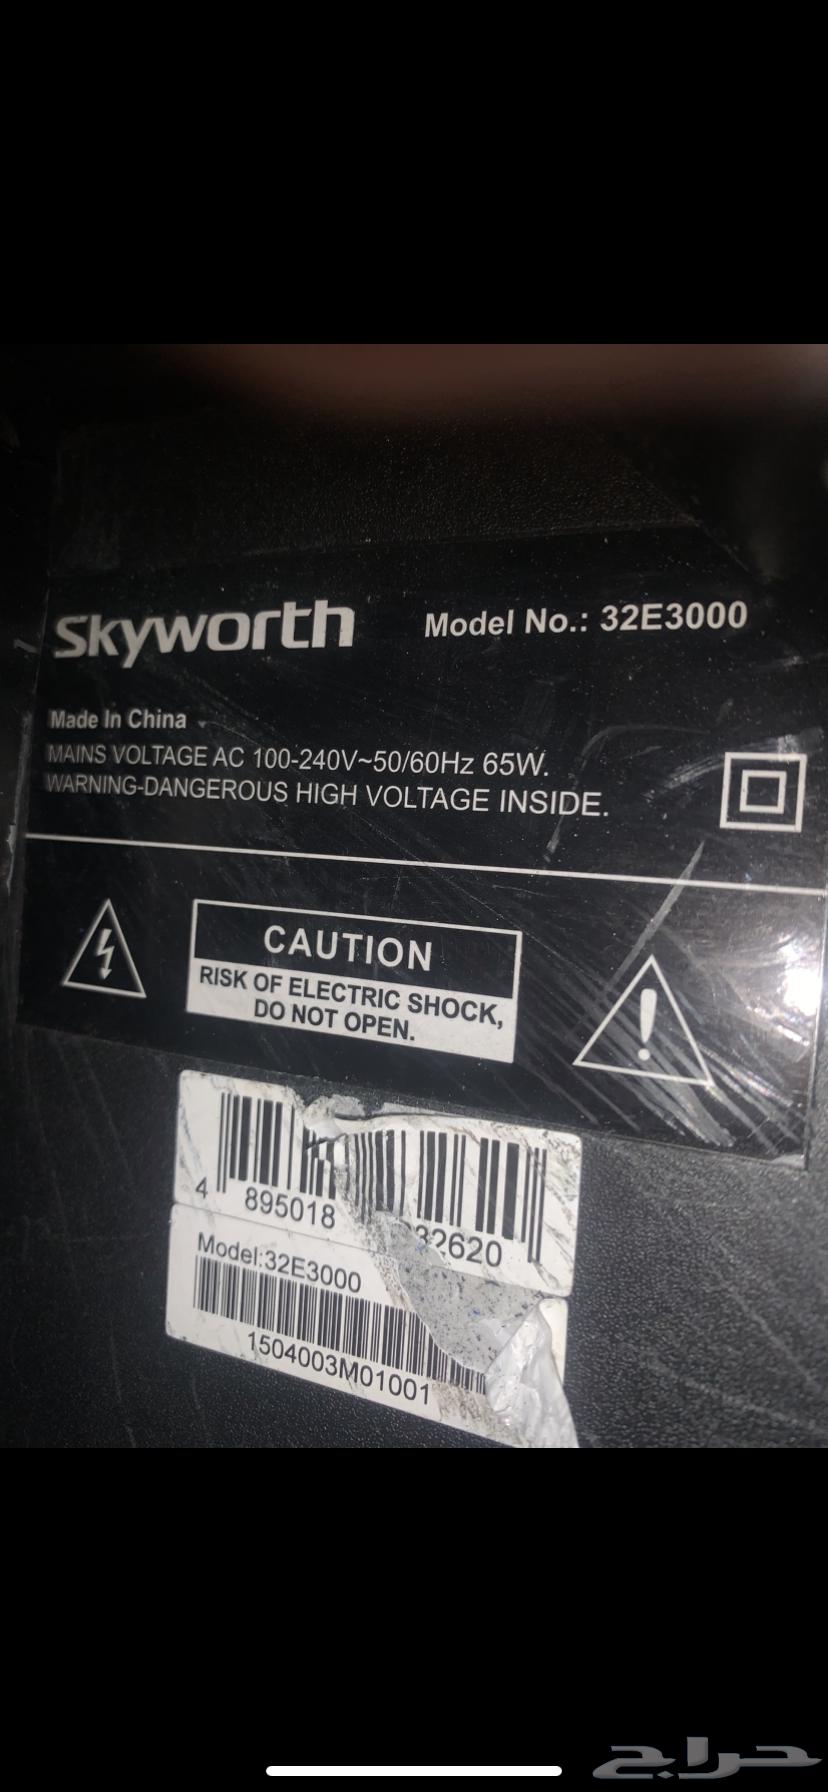 Skyworth Model No.: 32E3000
Made In China
MAINS VOLTAGE AC 100-240V~50/60Hz 65W.
WARNING-DANGEROUS HIGH VOLTAGE INSIDE.
CAUTION
RISK OF ELECTRIC SHOCK,
DO NOT OPEN.
4 895018 32620
Model:32E3000
1504003M01001
حراج